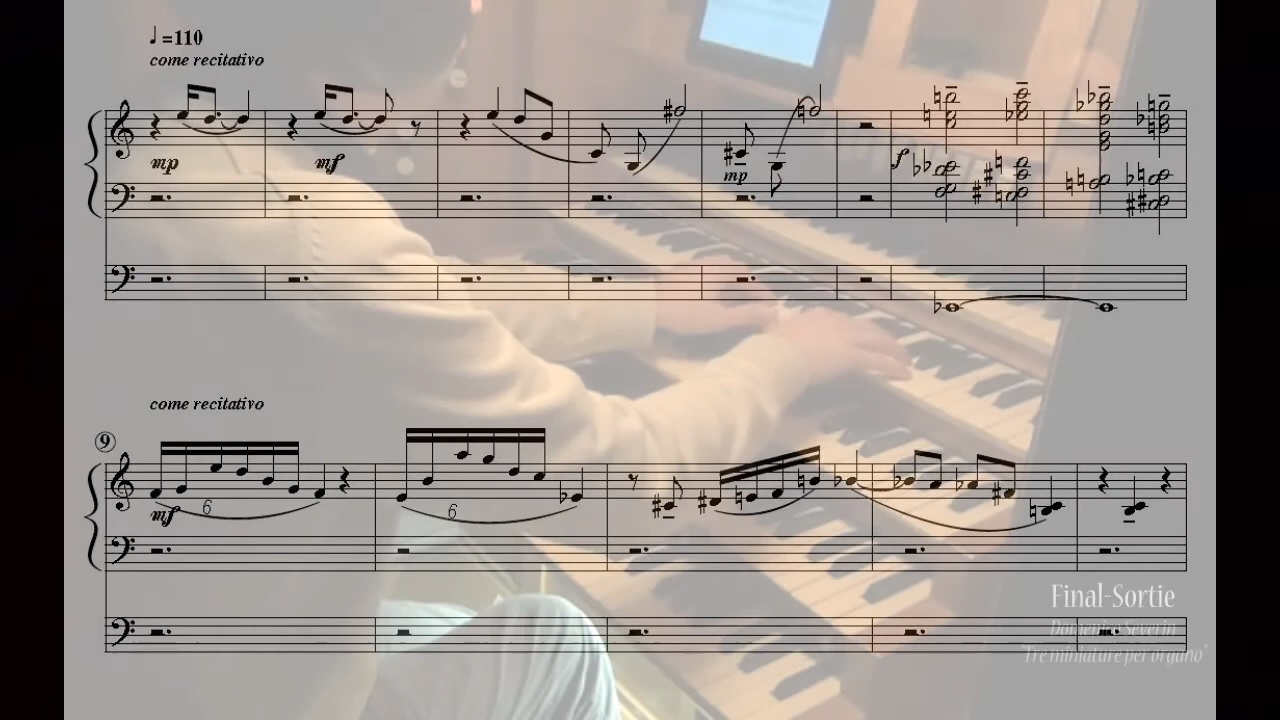 ♩=110
come recitativo
mp
mf
mp
f
come recitativo
9
mf
6
6
Final-Sortie
Domenico Severin
"Tre miniature per organo"